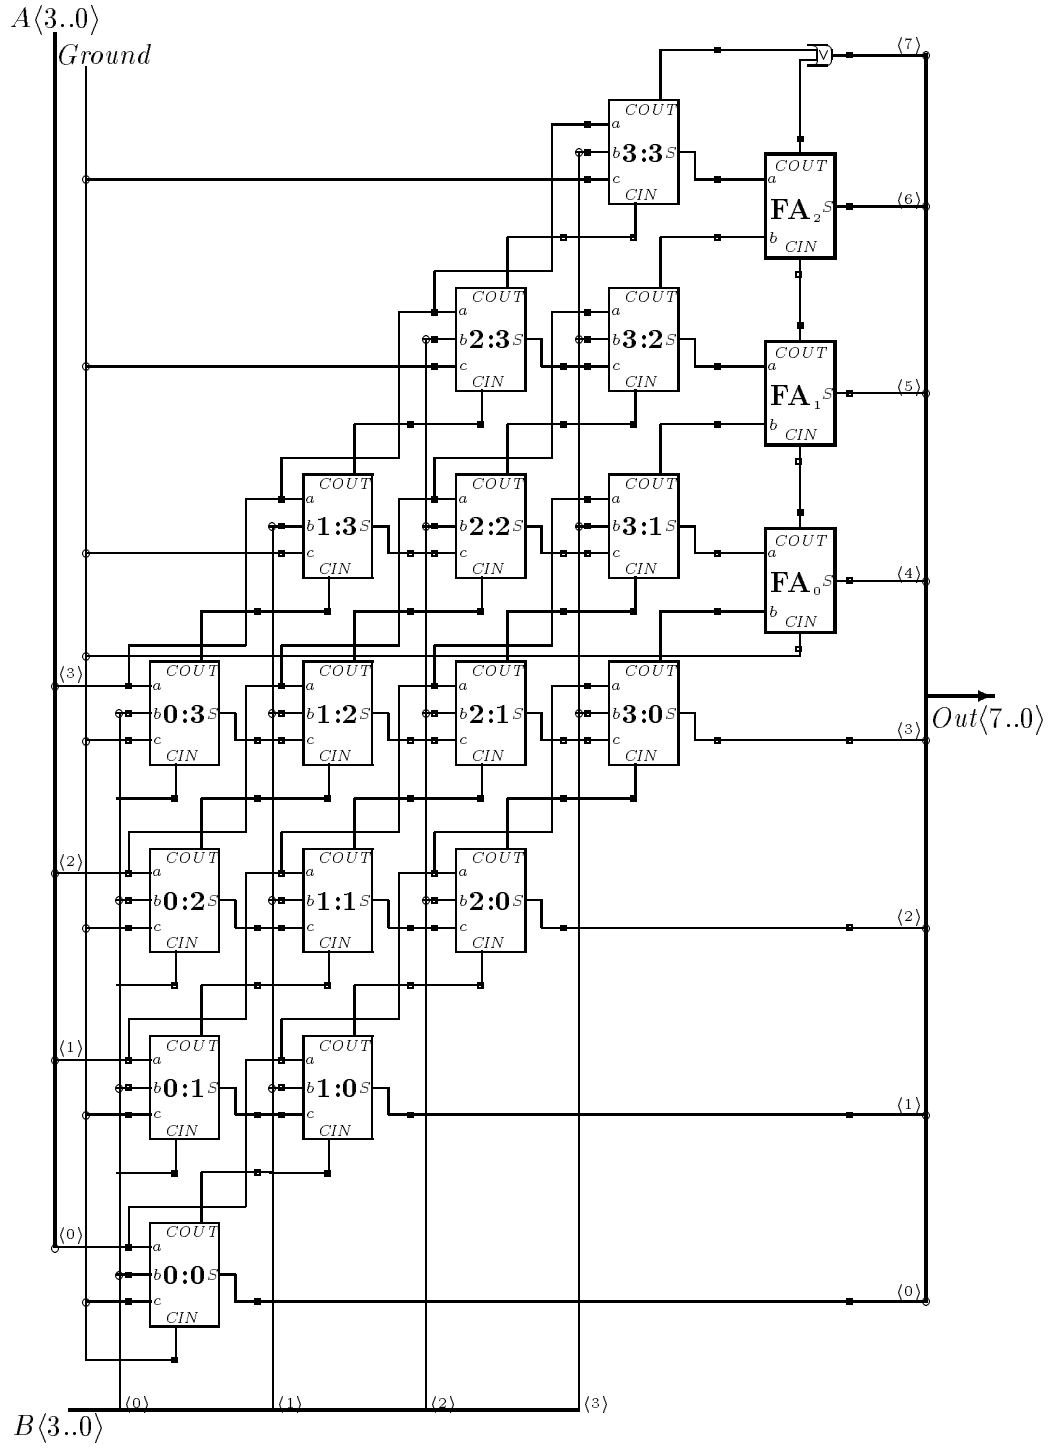 A⟨3..0⟩
Ground
⟨7⟩
∨
COUT
a
b 3:3 S
c
CIN
COUT
a
⟨6⟩
FA₂ S
b
CIN
COUT COUT
a a
b 2:3 S b 3:2 S
c c
CIN CIN
COUT
a
⟨5⟩
FA₁ S
b
CIN
COUT COUT COUT
a a a
b 1:3 S b 2:2 S b 3:1 S
c c c
CIN CIN CIN
COUT
a
⟨4⟩
FA₀ S
b
CIN
COUT COUT COUT COUT
⟨3⟩ a a a a
b 0:3 S b 1:2 S b 2:1 S b 3:0 S
c c c c ⟨3⟩
CIN CIN CIN CIN
Out⟨7..0⟩
COUT COUT COUT
⟨2⟩ a a a
b 0:2 S b 1:1 S b 2:0 S
c c c ⟨2⟩
CIN CIN CIN
COUT COUT
⟨1⟩ a a
b 0:1 S b 1:0 S
c c ⟨1⟩
CIN CIN
COUT
⟨0⟩ a
b 0:0 S
c ⟨0⟩
CIN
⟨0⟩ ⟨1⟩ ⟨2⟩ ⟨3⟩
B⟨3..0⟩